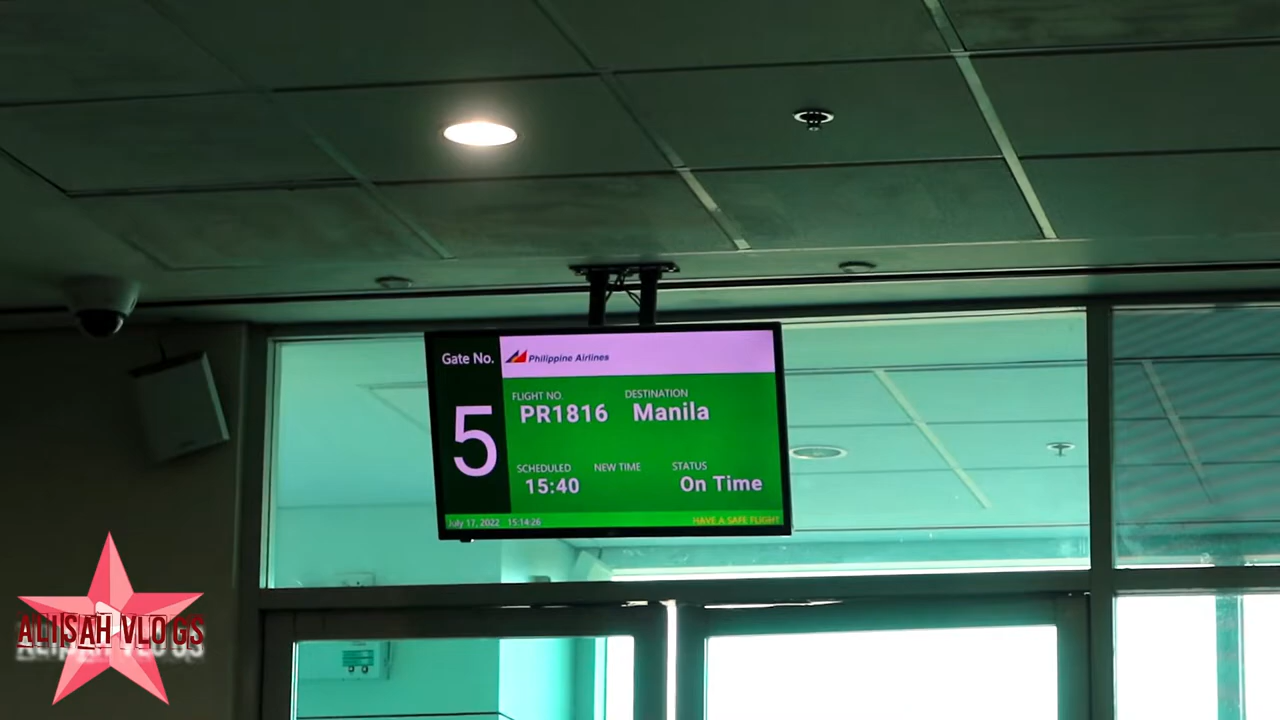 Gate No.
5
Philippine Airlines
FLIGHT NO. DESTINATION
PR1816 Manila
SCHEDULED NEW TIME STATUS
15:40 On Time
July 17, 2022 15:14:26 HAVE A SAFE FLIGHT
ALISAH VLOGS